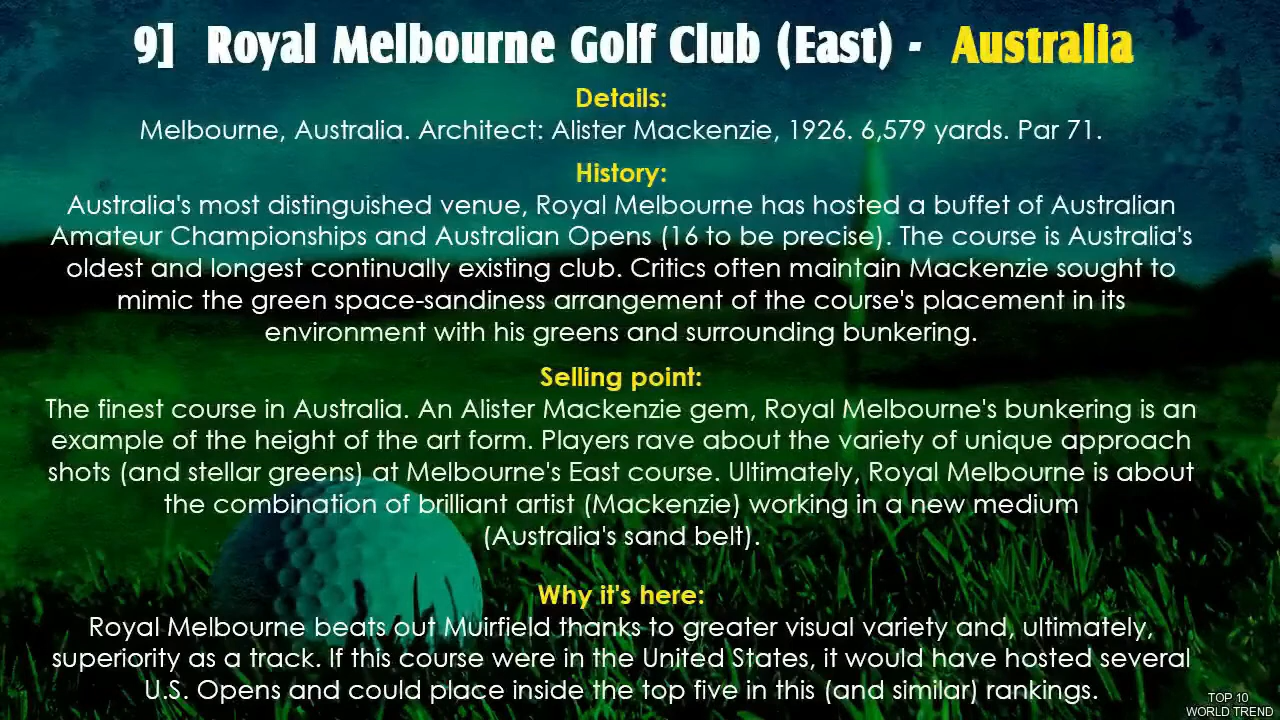 9] Royal Melbourne Golf Club (East) - Australia
Details:
Melbourne, Australia. Architect: Alister Mackenzie, 1926. 6,579 yards. Par 71.
History:
Australia's most distinguished venue, Royal Melbourne has hosted a buffet of Australian
Amateur Championships and Australian Opens (16 to be precise). The course is Australia's
oldest and longest continually existing club. Critics often maintain Mackenzie sought to
mimic the green space-sandiness arrangement of the course's placement in its
environment with his greens and surrounding bunkering.
Selling point:
The finest course in Australia. An Alister Mackenzie gem, Royal Melbourne's bunkering is an
example of the height of the art form. Players rave about the variety of unique approach
shots (and stellar greens) at Melbourne's East course. Ultimately, Royal Melbourne is about
the combination of brilliant artist (Mackenzie) working in a new medium
(Australia's sand belt).
Why it's here:
Royal Melbourne beats out Muirfield thanks to greater visual variety and, ultimately,
superiority as a track. If this course were in the United States, it would have hosted several
U.S. Opens and could place inside the top five in this (and similar) rankings.
TOP 10
WORLD TREND